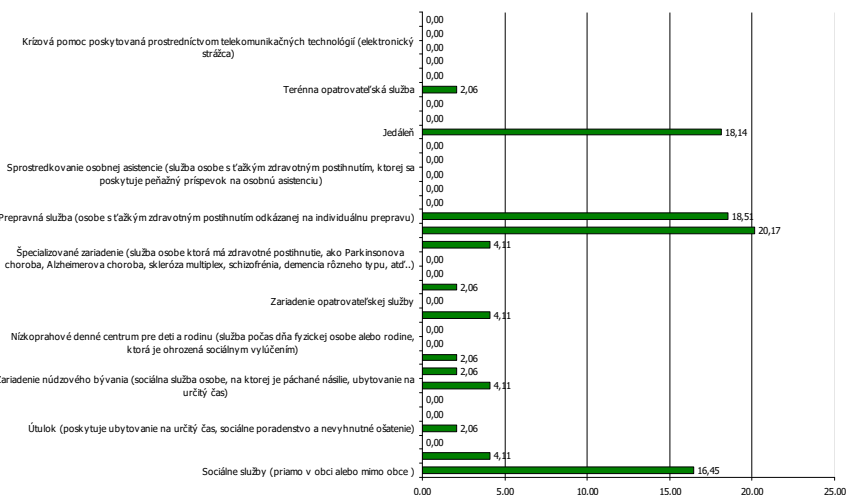 0,00
0,00
Krízová pomoc poskytovaná prostredníctvom telekomunikačných technológií (elektronický
strážca)
0,00
0,00
0,00
Terénna opatrovateľská služba
2,06
0,00
0,00
Jedáleň
18,14
0,00
0,00
Sprostredkovanie osobnej asistencie (služba osobe s ťažkým zdravotným postihnutím, ktorej sa
poskytuje peňažný príspevok na osobnú asistenciu)
0,00
0,00
0,00
Prepravná služba (osobe s ťažkým zdravotným postihnutím odkázanej na individuálnu prepravu)
18,51
20,17
4,11
Špecializované zariadenie (služba osobe ktorá má zdravotné postihnutie, ako Parkinsonova
choroba, Alzheimerova choroba, skleróza multiplex, schizofrénia, demencia rôzneho typu, atď..)
0,00
0,00
2,06
Zariadenie opatrovateľskej služby
0,00
4,11
0,00
Nízkoprahové denné centrum pre deti a rodinu (služba počas dňa fyzickej osobe alebo rodine,
ktorá je ohrozená sociálnym vylúčením)
0,00
2,06
2,06
Zariadenie núdzového bývania (sociálna služba osobe, na ktorej je páchané násilie, ubytovanie na
určitý čas)
4,11
0,00
0,00
Útulok (poskytuje ubytovanie na určitý čas, sociálne poradenstvo a nevyhnutné ošatenie)
2,06
0,00
4,11
Sociálne služby (priamo v obci alebo mimo obce )
16,45
0.00 5.00 10.00 15.00 20.00 25.00